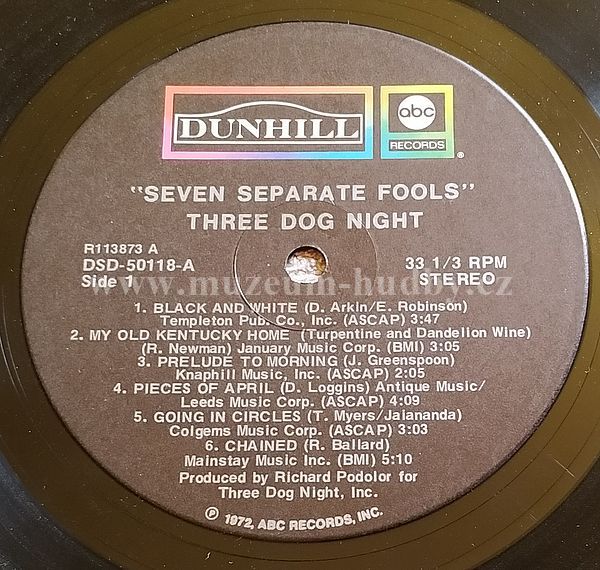 DUNHILL
abc
RECORDS
®
"SEVEN SEPARATE FOOLS"
THREE DOG NIGHT
R113873 A
DSD-50118-A
Side 1
33 1/3 RPM
STEREO
www.muzeum-hudby.cz
1. BLACK AND WHITE (D. Arkin/E. Robinson)
Templeton Pub. Co., Inc. (ASCAP) 3:47
2. MY OLD KENTUCKY HOME (Turpentine and Dandelion Wine)
(R. Newman) January Music Corp. (BMI) 3:05
3. PRELUDE TO MORNING (J. Greenspoon)
Knaphill Music, Inc. (ASCAP) 2:05
4. PIECES OF APRIL (D. Loggins) Antique Music/
Leeds Music Corp. (ASCAP) 4:09
5. GOING IN CIRCLES (T. Myers/Jalananda)
Colgems Music Corp. (ASCAP) 3:03
6. CHAINED (R. Ballard)
Mainstay Music Inc. (BMI) 5:10
Produced by Richard Podolor for
Three Dog Night, Inc.
℗ 1972, ABC RECORDS, INC.